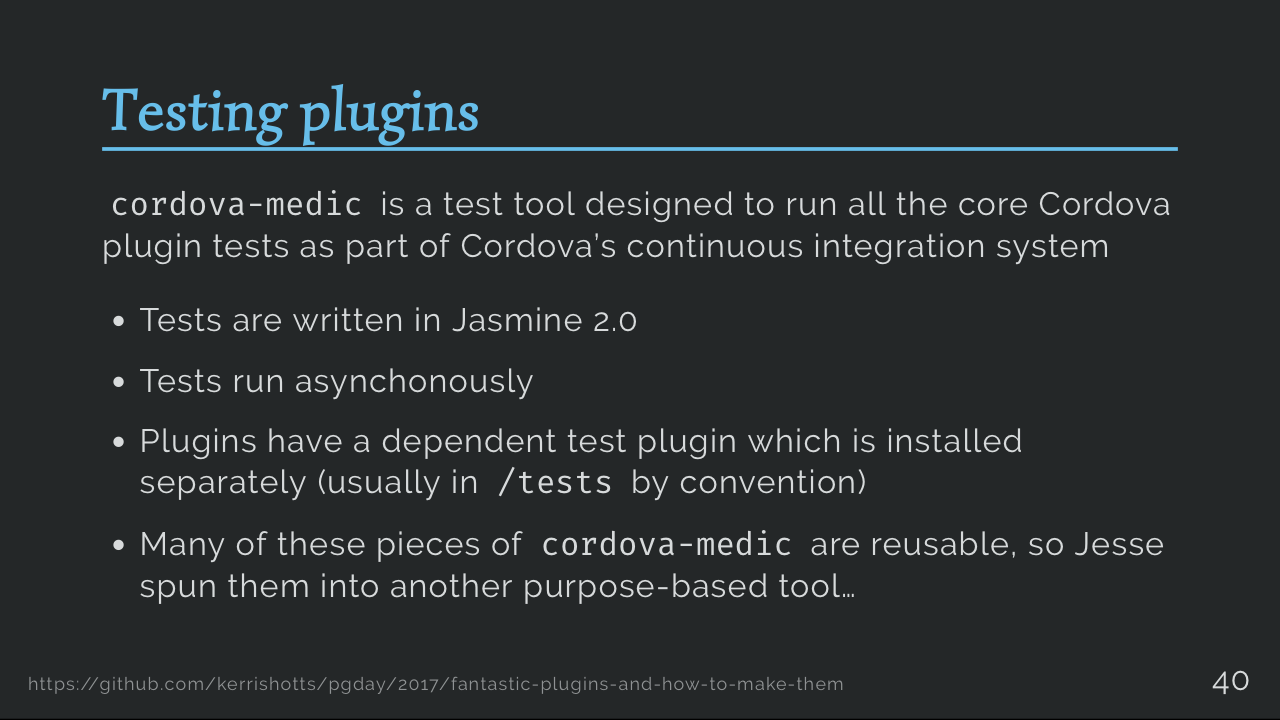 Testing plugins
cordova-medic is a test tool designed to run all the core Cordova
plugin tests as part of Cordova’s continuous integration system
• Tests are written in Jasmine 2.0
• Tests run asynchonously
• Plugins have a dependent test plugin which is installed
separately (usually in /tests by convention)
• Many of these pieces of cordova-medic are reusable, so Jesse
spun them into another purpose-based tool…
https://github.com/kerrishotts/pgday/2017/fantastic-plugins-and-how-to-make-them
40